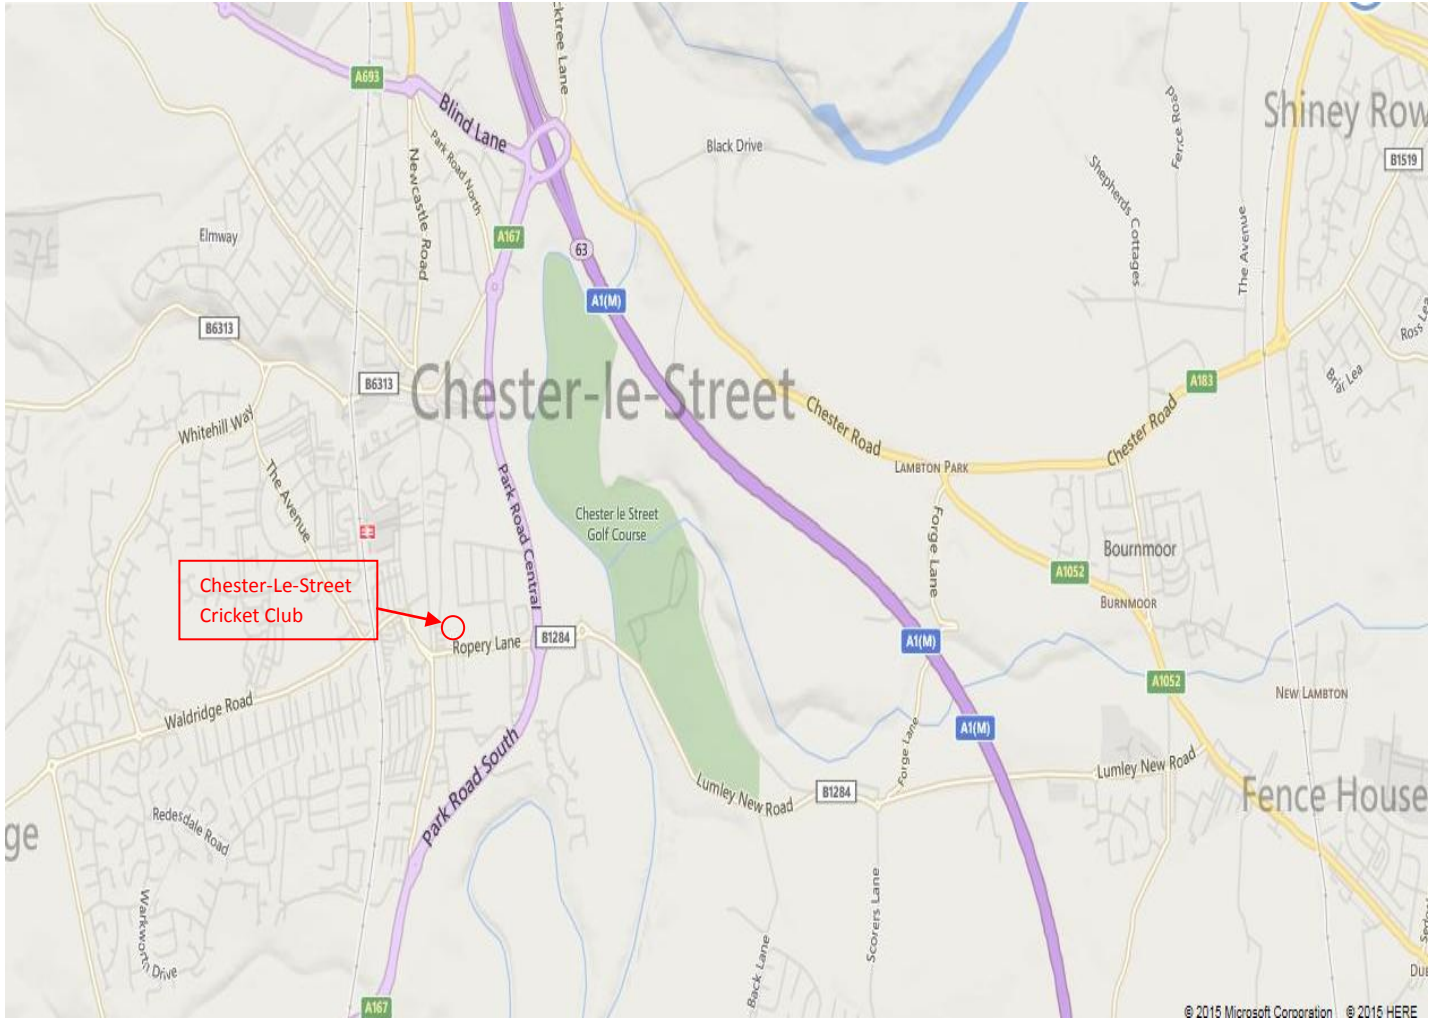 cktree Lane
A693
Blind Lane
Shiney Row
Fence Road
Black Drive
B1519
Park Road North
Newcastle Road
Shepherds Cottages
The Avenue
Elmway
A167
63
A1(M)
B6313
Ross Lea
B6313
Chester-le-Street
Briar Lea
A183
Whitehill Way
Chester Road
Chester Road
LAMBTON PARK
The Avenue
Park Road Central
Chester le Street
Golf Course
Forge Lane
Bournmoor
A1052
Chester-Le-Street
Cricket Club
BURNMOOR
Ropery Lane
B1284
A1(M)
A1052
NEW LAMBTON
Waldridge Road
A1(M)
Forge Lane
Park Road South
Lumley New Road
Lumley New Road
B1284
Fence House
Redesdale Road
ge
Warkworth Drive
Scorers Lane
Back Lane
A167
© 2015 Microsoft Corporation © 2015 HERE